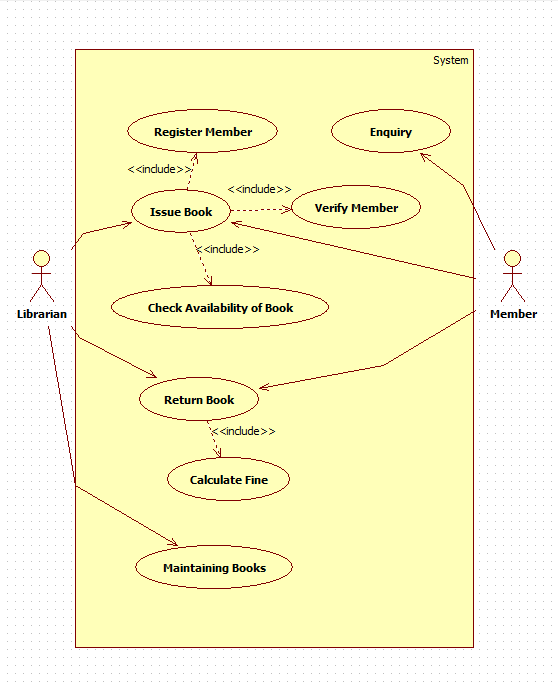 System
Register Member
Enquiry
<<include>>
<<include>>
Issue Book
Verify Member
<<include>>
Check Availability of Book
Librarian
Member
Return Book
<<include>>
Calculate Fine
Maintaining Books